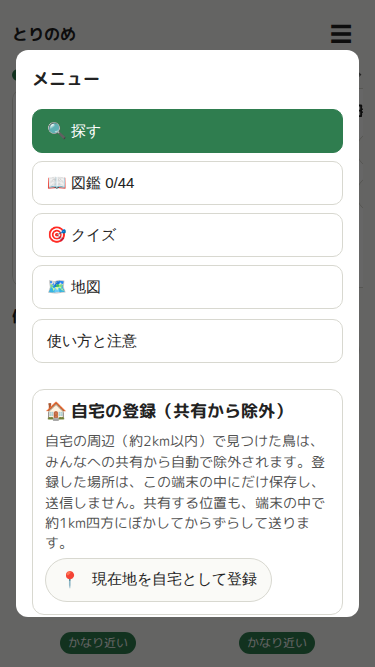 とりのめ
メニュー
🔍 探す
📖 図鑑 0/44
🎯 クイズ
🗺️ 地図
使い方と注意
🏠 自宅の登録（共有から除外）
自宅の周辺（約2km以内）で見つけた鳥は、
みんなへの共有から自動で除外されます。登
録した場所は、この端末の中にだけ保存し、
送信しません。共有する位置も、端末の中で
約1km四方にぼかしてからずらして送りま
す。
📍 現在地を自宅として登録
かなり近い
かなり近い